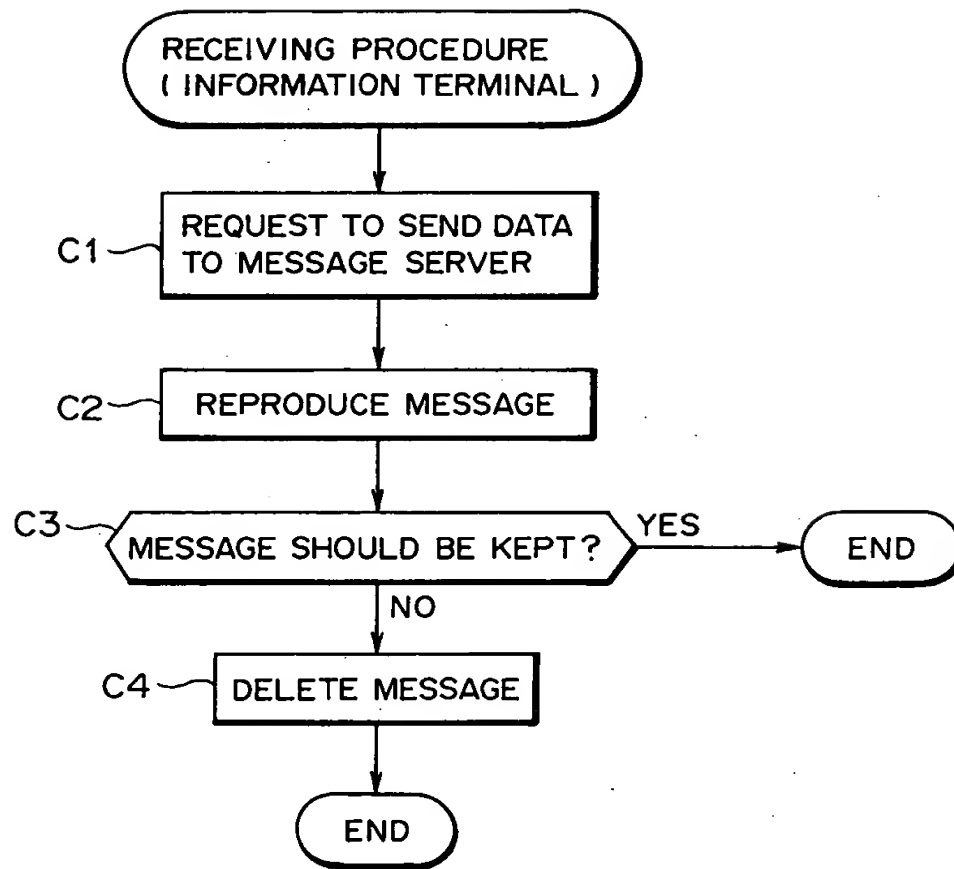 RECEIVING PROCEDURE
( INFORMATION TERMINAL )
C1
REQUEST TO SEND DATA
TO MESSAGE SERVER
C2
REPRODUCE MESSAGE
C3
MESSAGE SHOULD BE KEPT?
YES
END
NO
C4
DELETE MESSAGE
END